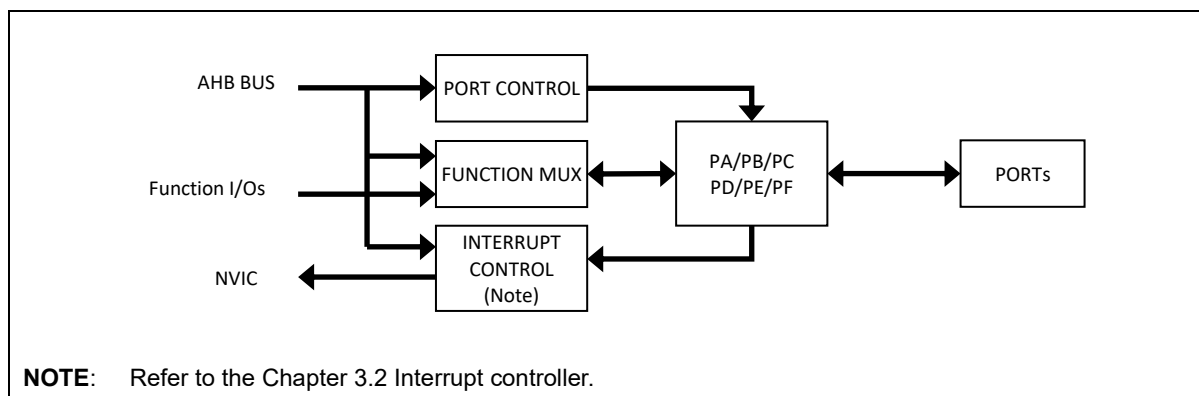 AHB BUS
PORT CONTROL
Function I/Os
FUNCTION MUX
PA/PB/PC
PD/PE/PF
PORTs
NVIC
INTERRUPT
CONTROL
(Note)
NOTE: Refer to the Chapter 3.2 Interrupt controller.